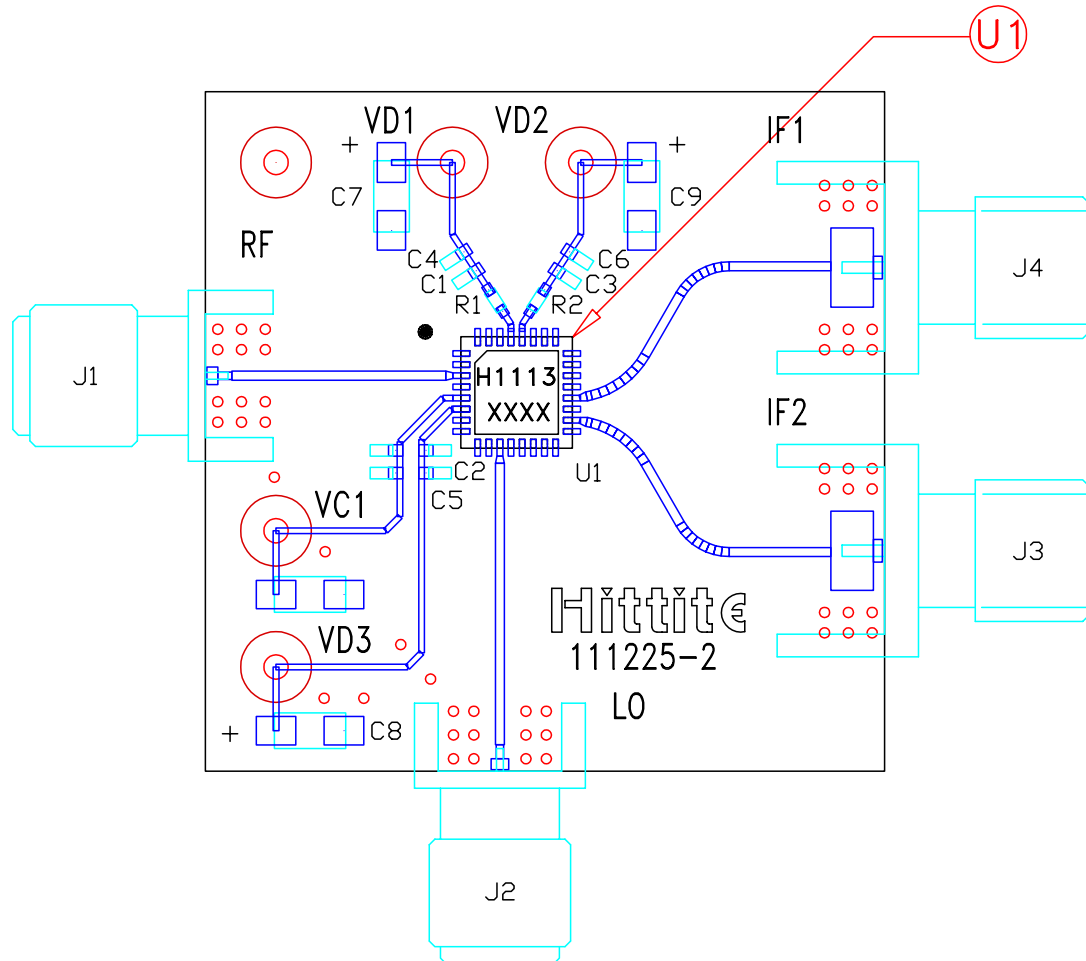 U1
VD1
VD2
IF1
+
+
C7
C9
RF
C4
C6
C1
C3
R1
R2
J4
J1
H1113
XXXX
IF2
C2
U1
C5
VC1
J3
Hittite
VD3
111225-2
LO
+
C8
J2